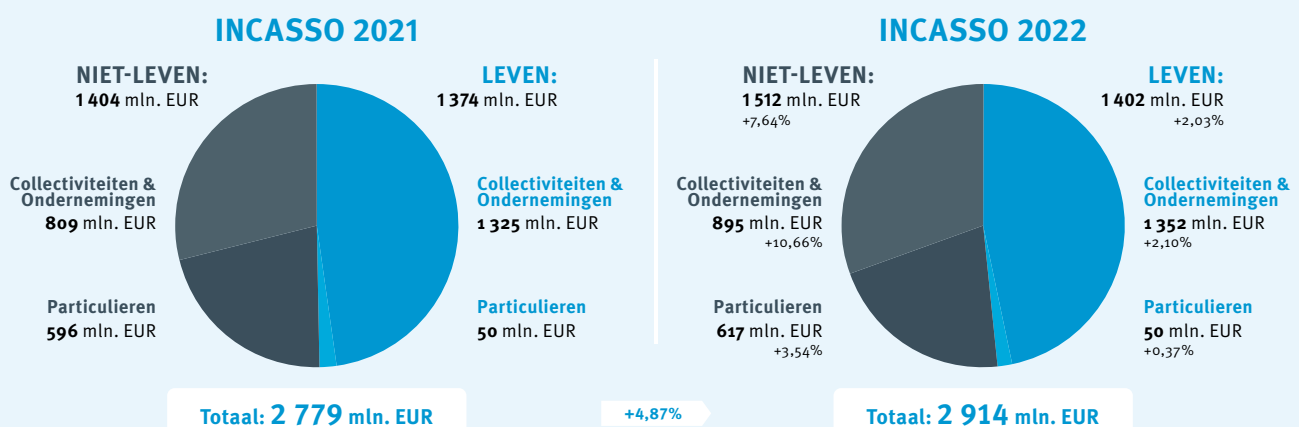 INCASSO 2021
NIET-LEVEN:
1 404 mln. EUR
LEVEN:
1 374 mln. EUR
Collectiviteiten &
Ondernemingen
809 mln. EUR
Collectiviteiten &
Ondernemingen
1 325 mln. EUR
Particulieren
596 mln. EUR
Particulieren
50 mln. EUR
Totaal: 2 779 mln. EUR
+4,87%
INCASSO 2022
NIET-LEVEN:
1 512 mln. EUR
+7,64%
LEVEN:
1 402 mln. EUR
+2,03%
Collectiviteiten &
Ondernemingen
895 mln. EUR
+10,66%
Collectiviteiten &
Ondernemingen
1 352 mln. EUR
+2,10%
Particulieren
617 mln. EUR
+3,54%
Particulieren
50 mln. EUR
+0,37%
Totaal: 2 914 mln. EUR